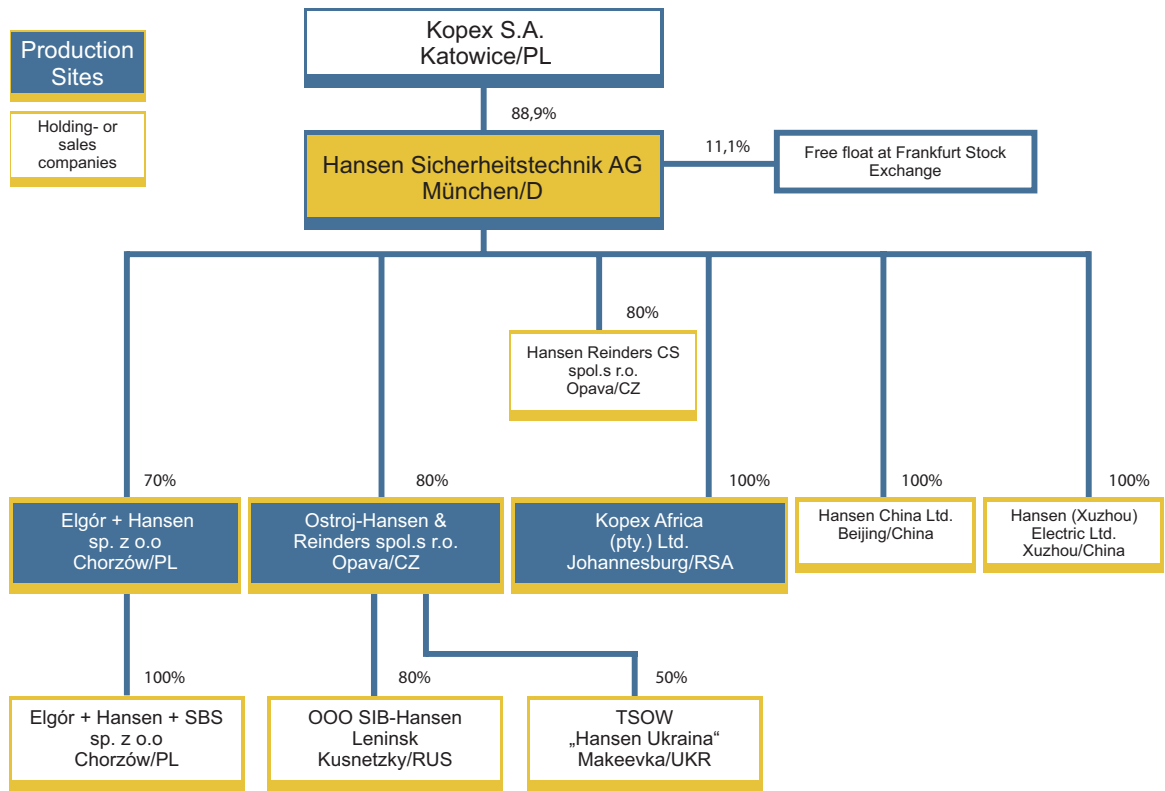 Production
Sites
Holding- or
sales
companies
Kopex S.A.
Katowice/PL
88,9%
Hansen Sicherheitstechnik AG
München/D
11,1%
Free float at Frankfurt Stock
Exchange
80%
Hansen Reinders CS
spol.s r.o.
Opava/CZ
70%
Elgór + Hansen
sp. z o.o
Chorzów/PL
80%
Ostroj-Hansen &
Reinders spol.s r.o.
Opava/CZ
100%
Kopex Africa
(pty.) Ltd.
Johannesburg/RSA
100%
Hansen China Ltd.
Beijing/China
100%
Hansen (Xuzhou)
Electric Ltd.
Xuzhou/China
100%
Elgór + Hansen + SBS
sp. z o.o
Chorzów/PL
80%
OOO SIB-Hansen
Leninsk
Kusnetzky/RUS
50%
TSOW
„Hansen Ukraina“
Makeevka/UKR